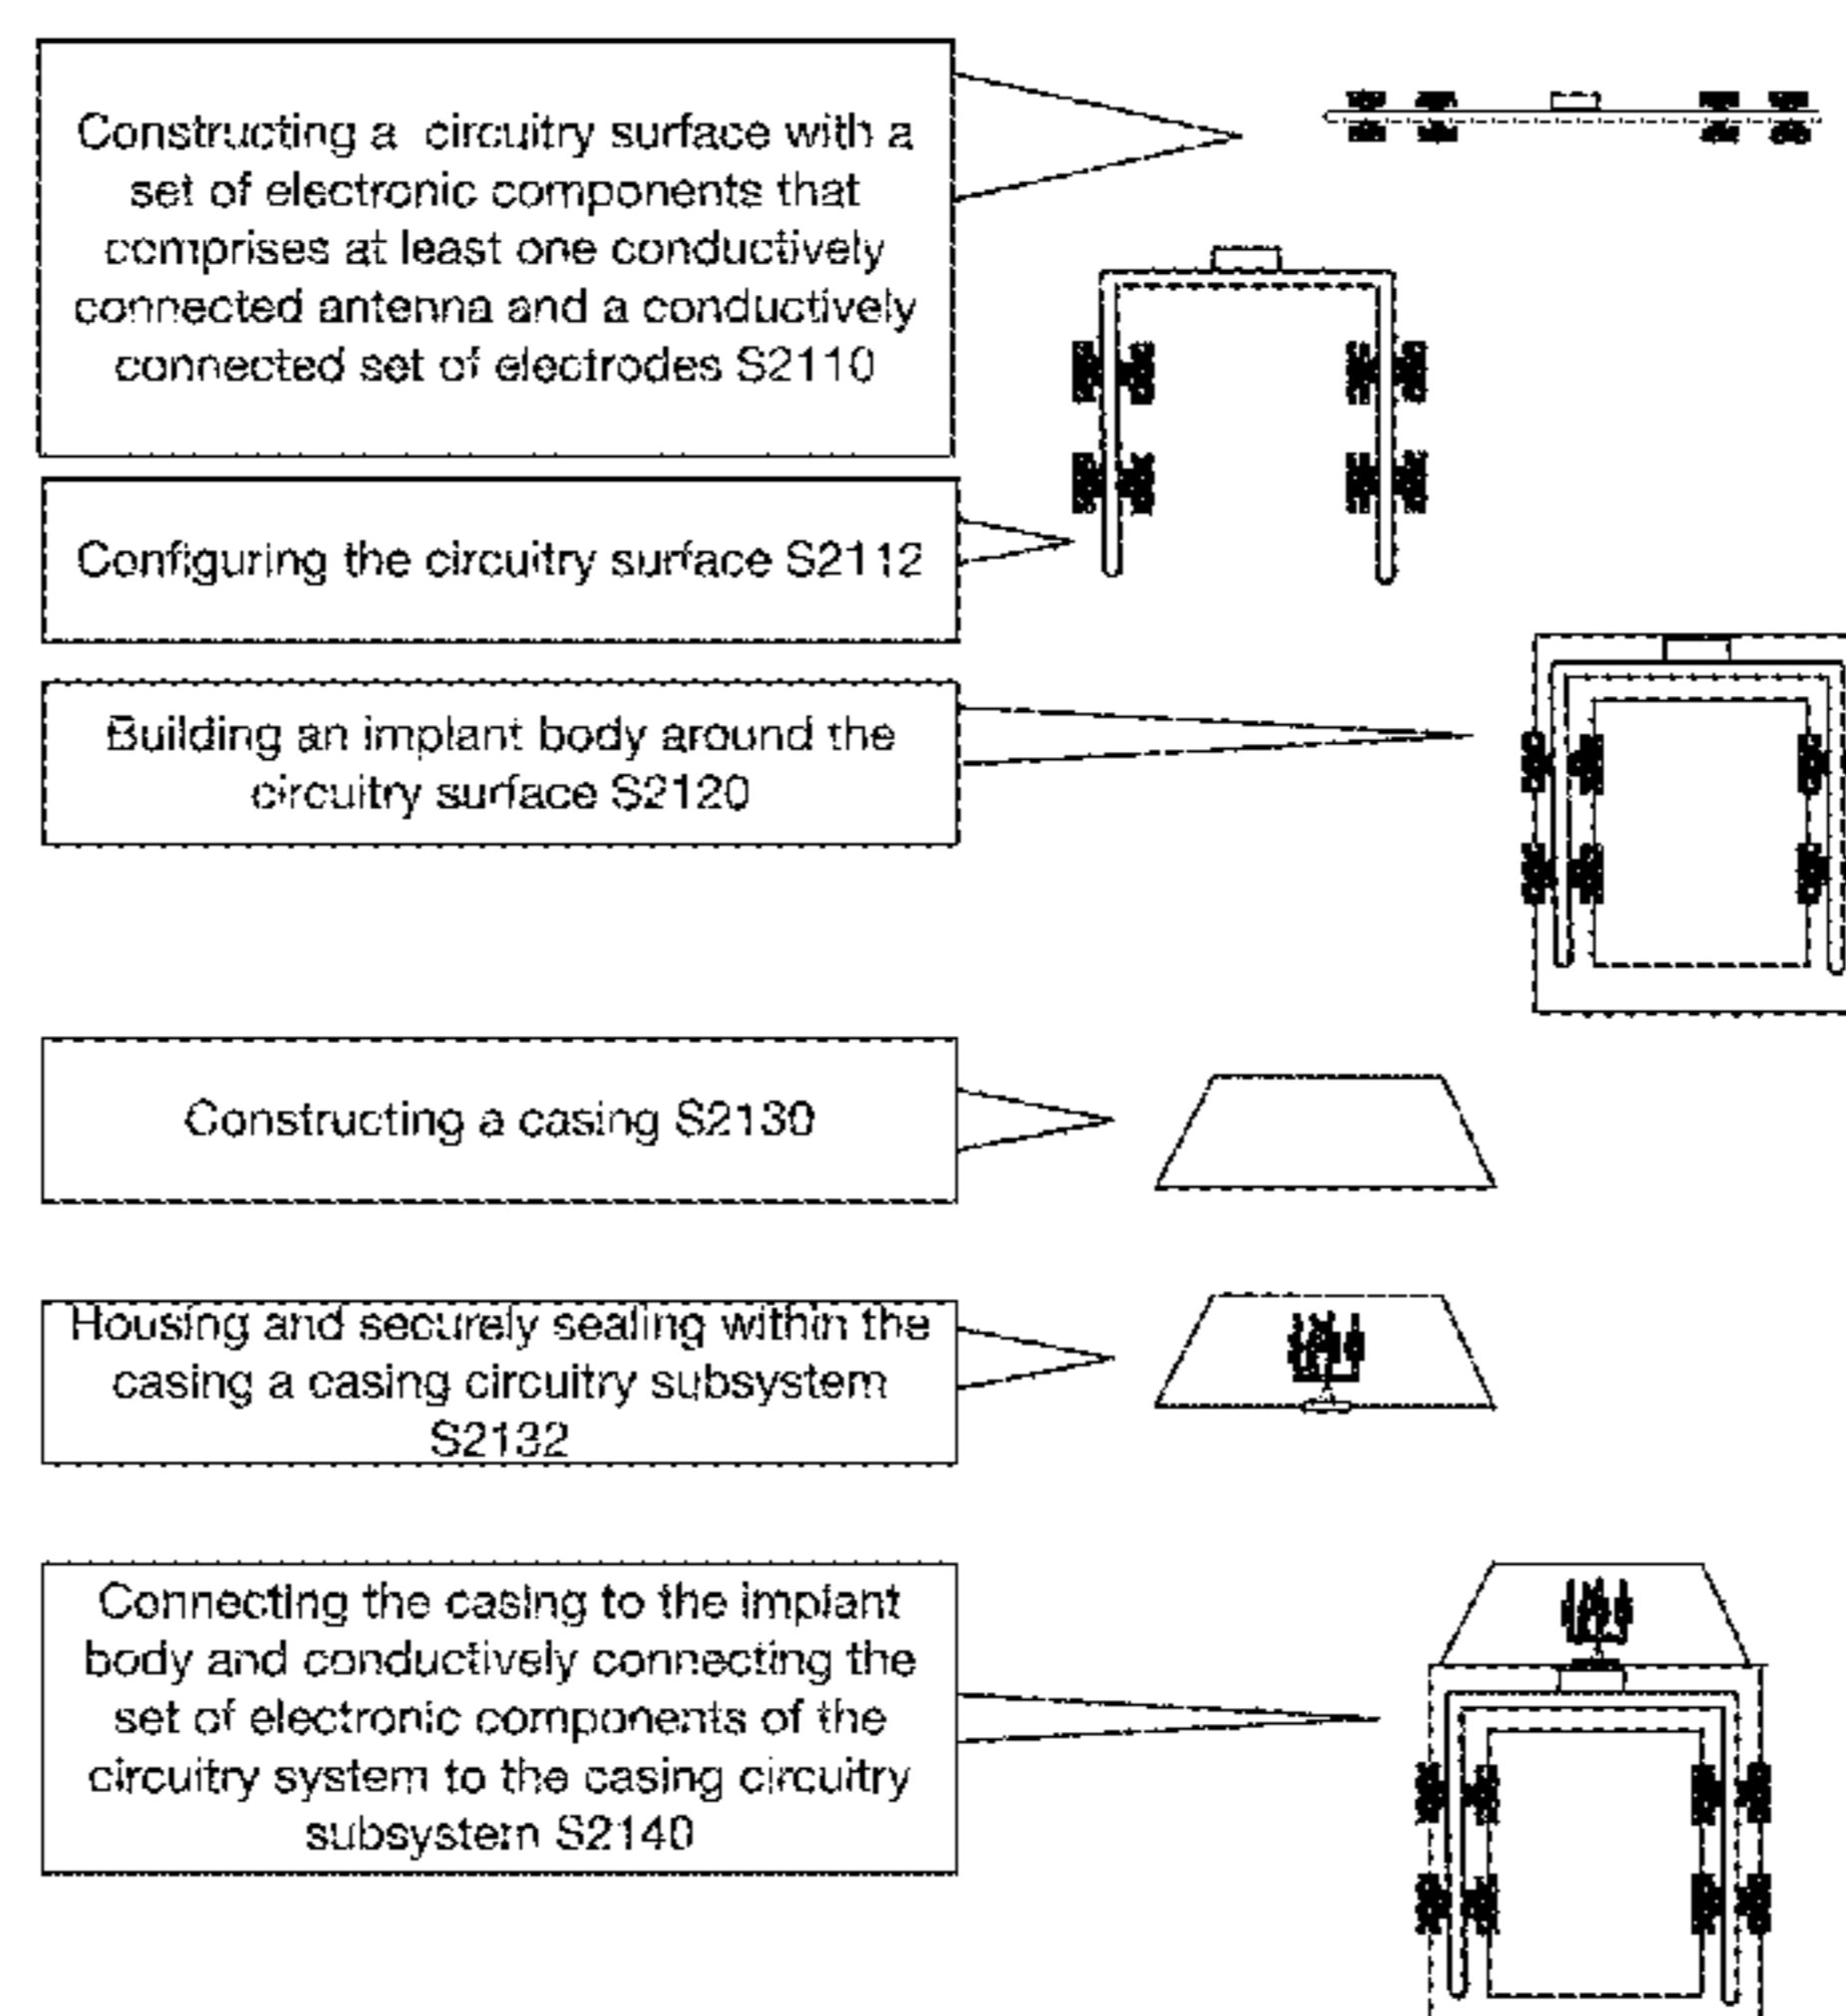 Constructing a circuitry surface with a
set of electronic components that
comprises at least one conductively
connected antenna and a conductively
connected set of electrodes S2110
Configuring the circuitry surface S2112
Building an implant body around the
circuitry surface S2120
Constructing a casing S2130
Housing and securely sealing within the
casing a casing circuitry subsystem
S2132
Connecting the casing to the implant
body and conductively connecting the
set of electronic components of the
circuitry system to the casing circuitry
subsystem S2140